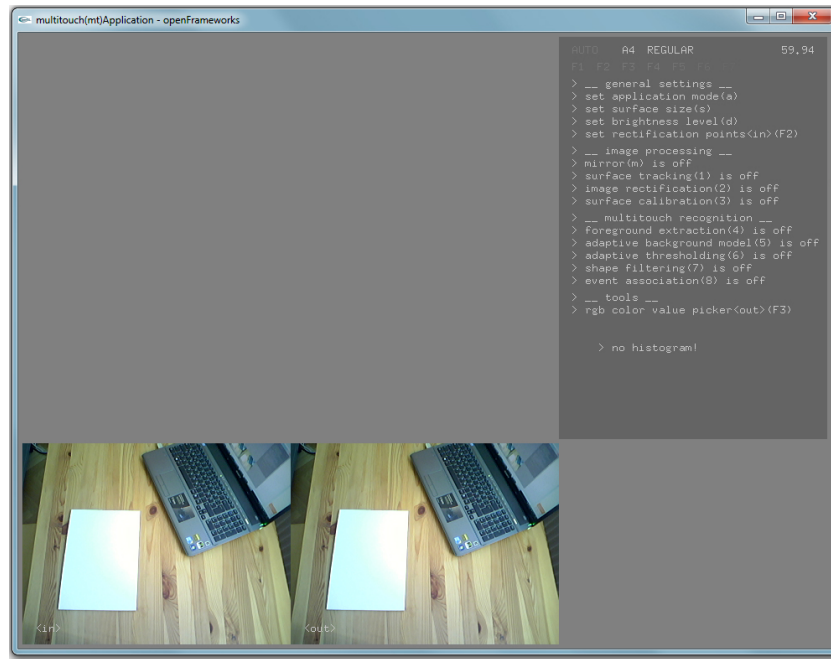 multitouch(mt)Application - openFrameworks
AUTO A4 REGULAR 59.94
F1 F2 F3 F4 F5
> __ general settings __
> set application mode(a)
> set surface size(s)
> set brightness level(d)
> set rectification points<in>(F2)
> __ image processing __
> mirror(m) is off
> surface tracking(1) is off
> image rectification(2) is off
> surface calibration(3) is off
> __ multitouch recognition __
> foreground extraction(4) is off
> adaptive background model(5) is off
> adaptive thresholding(6) is off
> shape filtering(7) is off
> event association(8) is off
> __ tools __
> rgb color value picker<out>(F3)
> no histogram!
<in>
<out>